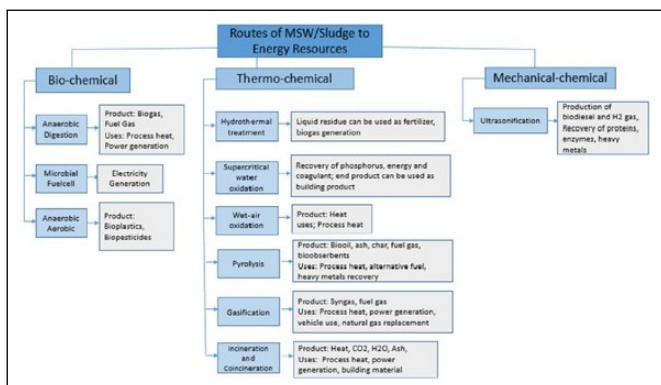 Routes of MSW/Sludge to
Energy Resources
Bio-chemical
Thermo-chemical
Mechanical-chemical
Anaerobic
Digestion
Product: Biogas,
Fuel Gas
Uses: Process heat,
Power generation
Microbial
Fuelcell
Electricity
Generation
Anaerobic
Aerobic
Product:
Bioplastics,
Biopesticides
Hydrothermal
treatment
Liquid residue can be used as fertilizer,
biogas generation
Supercritical
water
oxidation
Recovery of phosphorus, energy and
coagulant; end product can be used as
building product
Wet-air
oxidation
Product: Heat
uses; Process heat
Pyrolysis
Product: Biooil, ash, char, fuel gas,
bioobserbents
Uses: Process heat, alternative fuel,
heavy metals recovery
Gasification
Product: Syngas, fuel gas
Uses: Process heat, power generation,
vehicle use, natural gas replacement
Incineration
and
Coincineration
Product: Heat, CO2, H2O, Ash,
Uses: Process heat, power
generation, building material
Ultrasonification
Production of
biodiesel and H2 gas,
Recovery of proteins,
enzymes, heavy
metals